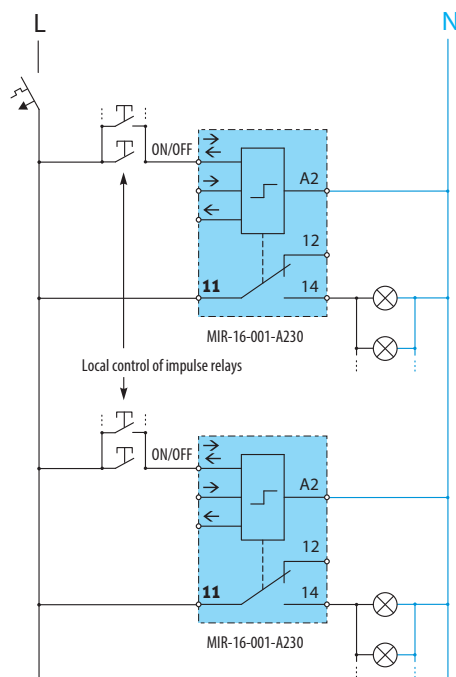 L
N
ON/OFF
A2
12
11
14
MIR-16-001-A230
Local control of impulse relays
ON/OFF
A2
12
11
14
MIR-16-001-A230